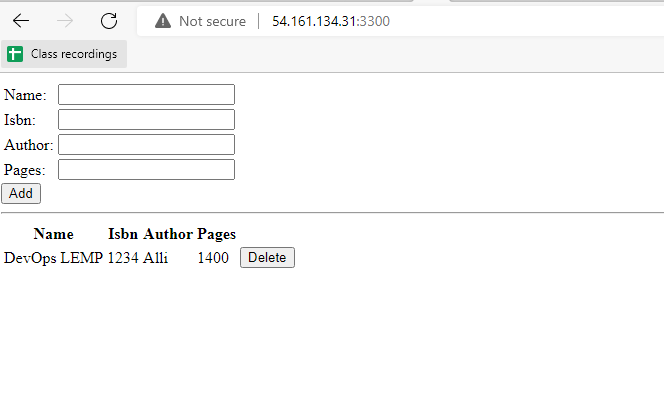 Not secure | 54.161.134.31:3300
Class recordings
Name:
Isbn:
Author:
Pages:
Add
Name Isbn Author Pages
DevOps LEMP 1234 Alli 1400 Delete